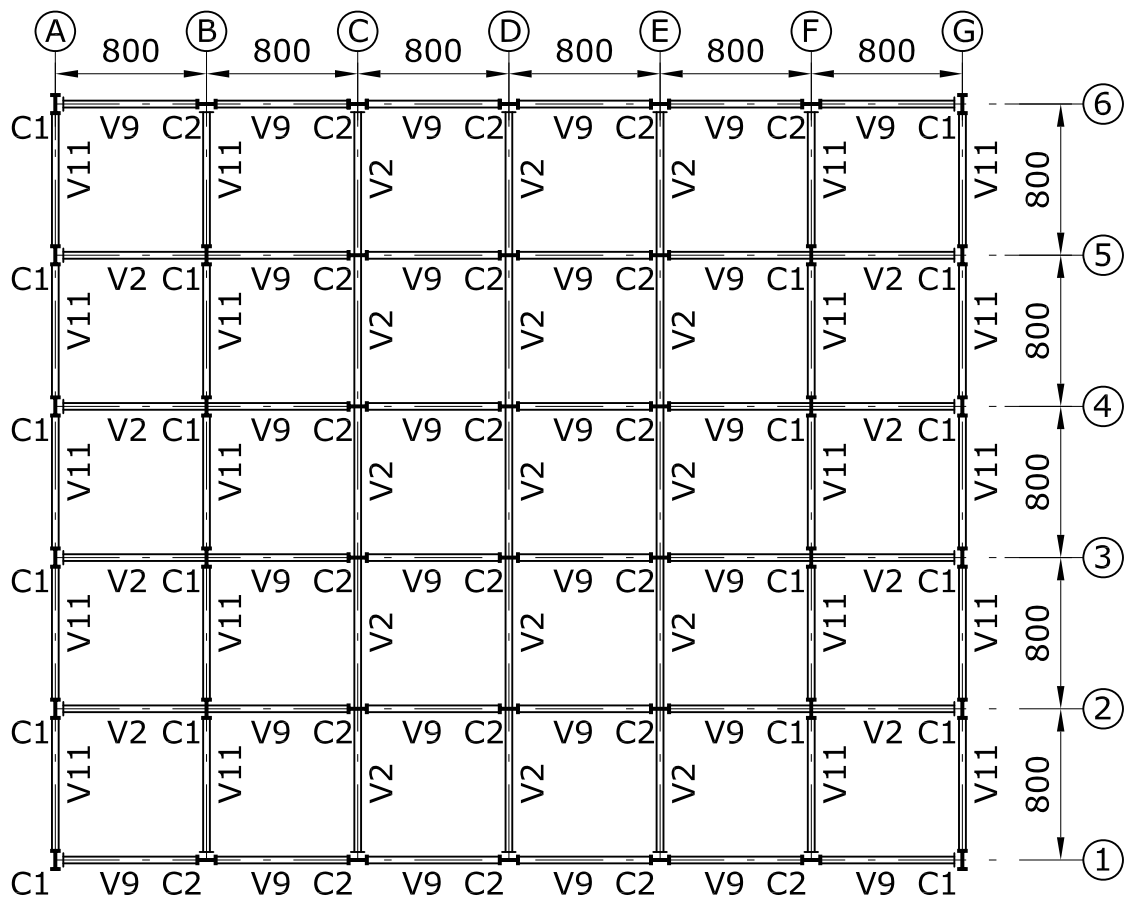 A B C D E F G
800 800 800 800 800 800
6
C1 V9 C2 V9 C2 V9 C2 V9 C2 V9 C2 V9 C1
V11 V11 V2 V2 V2 V11 V11 800
5
C1 V2 C1 V9 C2 V9 C2 V9 C2 V9 C1 V2 C1
V11 V11 V2 V2 V2 V11 V11 800
4
C1 V2 C1 V9 C2 V9 C2 V9 C2 V9 C1 V2 C1
V11 V11 V2 V2 V2 V11 V11 800
3
C1 V2 C1 V9 C2 V9 C2 V9 C2 V9 C1 V2 C1
V11 V11 V2 V2 V2 V11 V11 800
2
C1 V2 C1 V9 C2 V9 C2 V9 C2 V9 C1 V2 C1
V11 V11 V2 V2 V2 V11 V11 800
1
C1 V9 C2 V9 C2 V9 C2 V9 C2 V9 C2 V9 C1